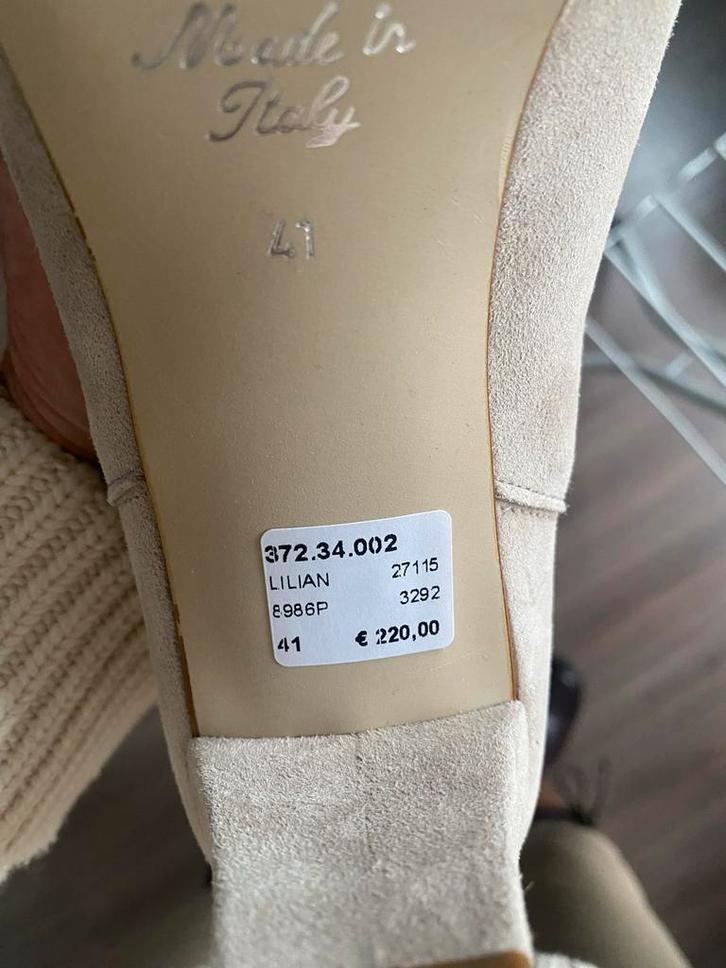 Made in
Italy
41
372.34.002
LILIAN 27115
8986P 3292
41 € 220,00